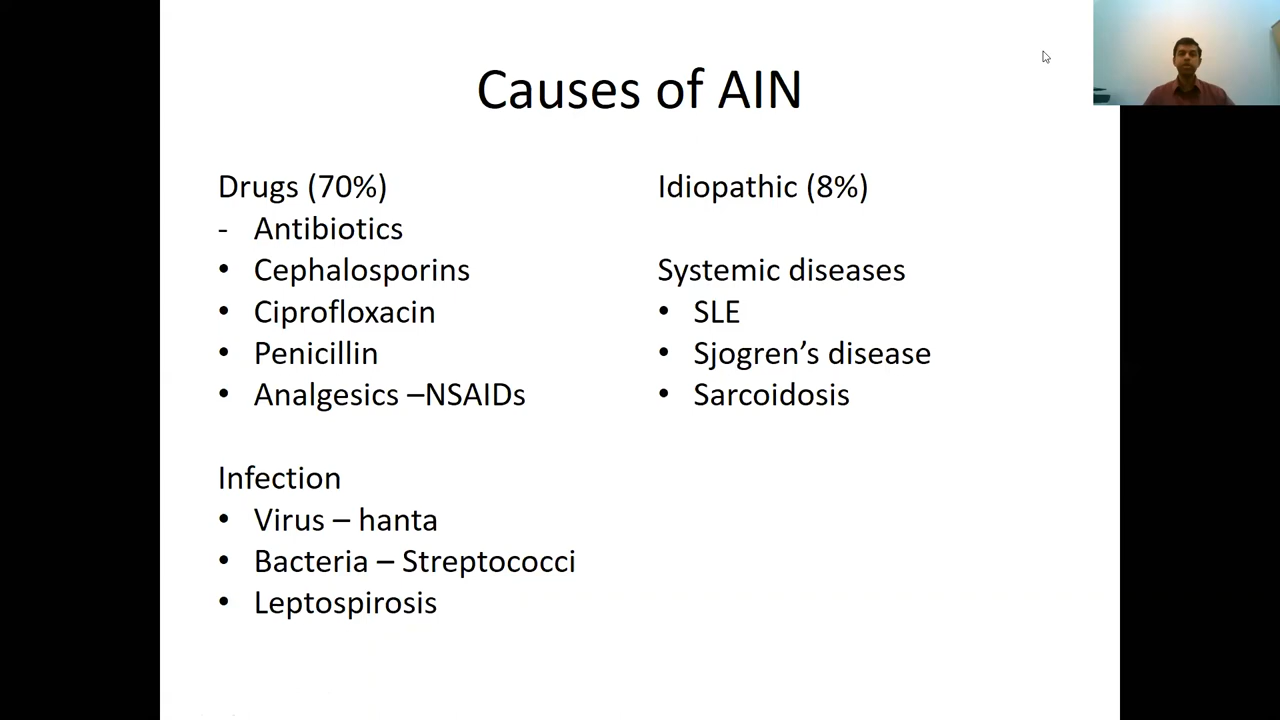 Causes of AIN
Drugs (70%)
- Antibiotics
• Cephalosporins
• Ciprofloxacin
• Penicillin
• Analgesics –NSAIDs
Infection
• Virus – hanta
• Bacteria – Streptococci
• Leptospirosis
Idiopathic (8%)
Systemic diseases
• SLE
• Sjogren’s disease
• Sarcoidosis